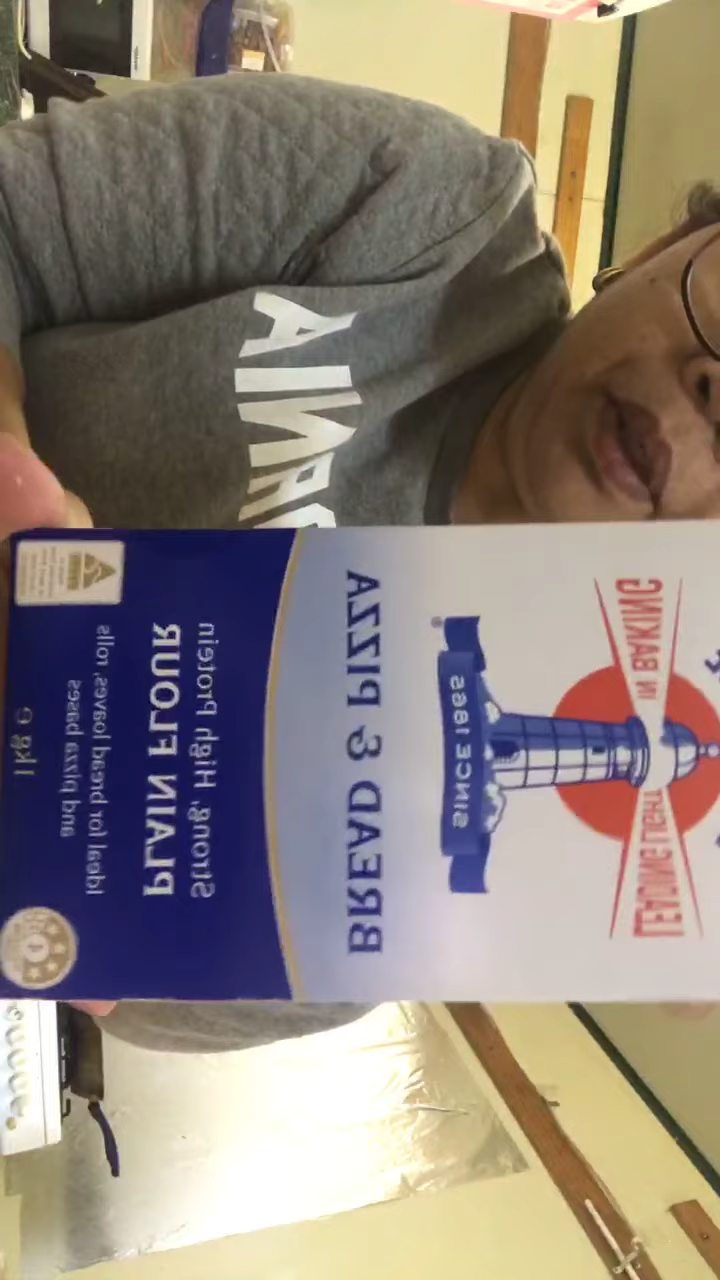 LEADING LIGHT
IN BAKING
SINCE 1865
BREAD & PIZZA
Strong, High Protein
PLAIN FLOUR
Ideal for bread loaves, rolls
and pizza bases
1kg e